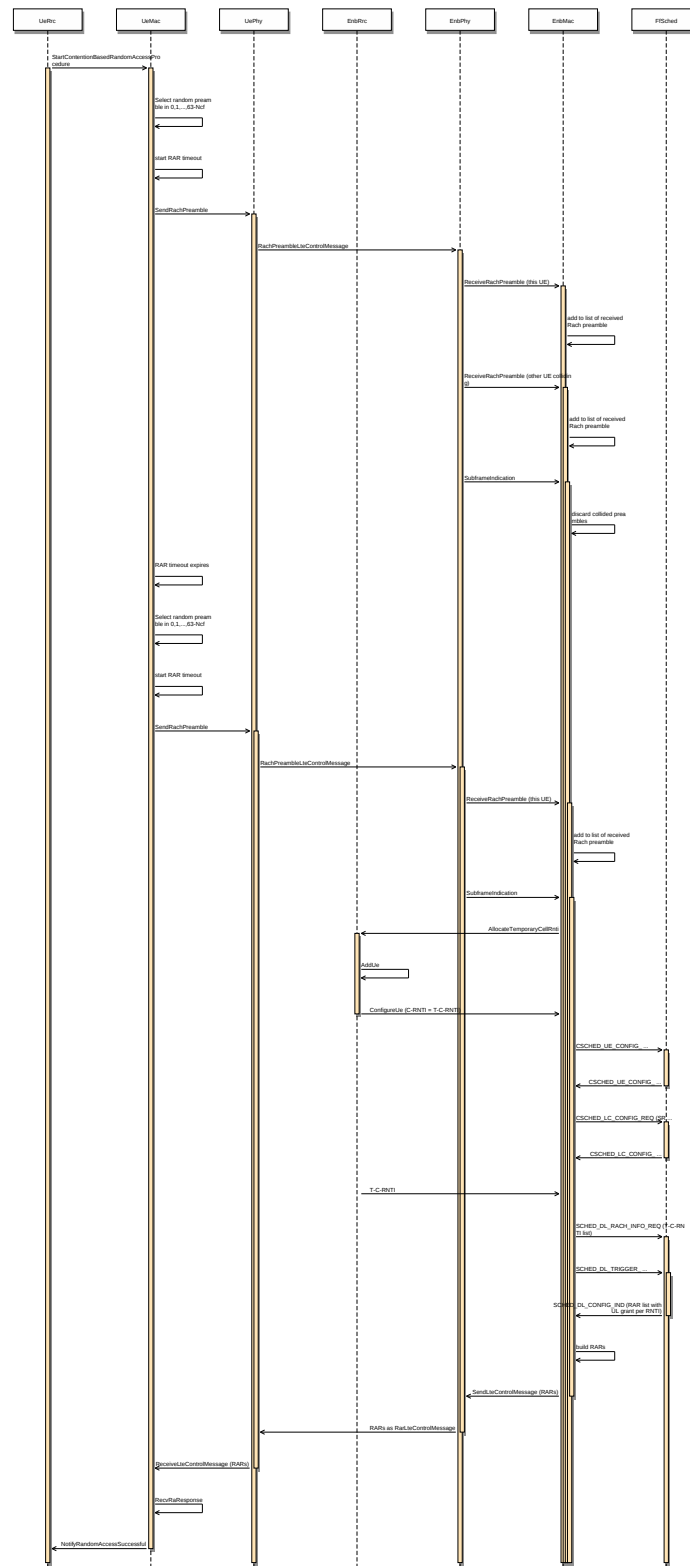 UeRrc
UeMac
UePhy
EnbRrc
EnbPhy
EnbMac
FfSched
StartContentionBasedRandomAccessPro
cedure
Select random pream
ble in 0,1,...,63-Ncf
start RAR timeout
SendRachPreamble
RachPreambleLteControlMessage
ReceiveRachPreamble (this UE)
add to list of received
Rach preamble
ReceiveRachPreamble (other UE collidin
g)
add to list of received
Rach preamble
SubframeIndication
discard collided prea
mbles
RAR timeout expires
Select random pream
ble in 0,1,...,63-Ncf
start RAR timeout
SendRachPreamble
RachPreambleLteControlMessage
ReceiveRachPreamble (this UE)
add to list of received
Rach preamble
SubframeIndication
AllocateTemporaryCellRnti
AddUe
ConfigureUe (C-RNTI = T-C-RNTI)
CSCHED_UE_CONFIG_ ...
CSCHED_UE_CONFIG_ ...
CSCHED_LC_CONFIG_REQ (SR ...
CSCHED_LC_CONFIG_ ...
T-C-RNTI
SCHED_DL_RACH_INFO_REQ (T-C-RN
TI list)
SCHED_DL_TRIGGER_ ...
SCHED_DL_CONFIG_IND (RAR list with
UL grant per RNTI)
build RARs
SendLteControlMessage (RARs)
RARs as RarLteControlMessage
ReceiveLteControlMessage (RARs)
RecvRaResponse
NotifyRandomAccessSuccessful